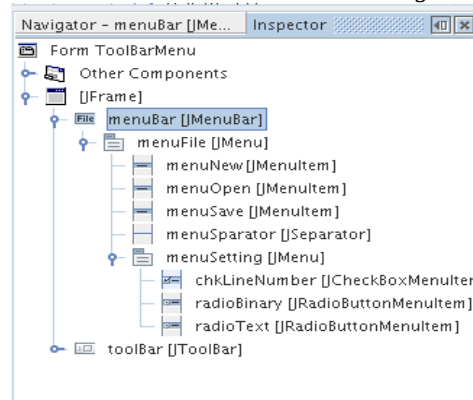 Navigator - menuBar [JMe... Inspector
Form ToolBarMenu
Other Components
[JFrame]
File menuBar [JMenuBar]
menuFile [JMenu]
menuNew [JMenuItem]
menuOpen [JMenuItem]
menuSave [JMenuItem]
menuSparator [JSeparator]
menuSetting [JMenu]
chkLineNumber [JCheckBoxMenuIter
radioBinary [JRadioButtonMenuItem]
radioText [JRadioButtonMenuItem]
toolBar [JToolBar]